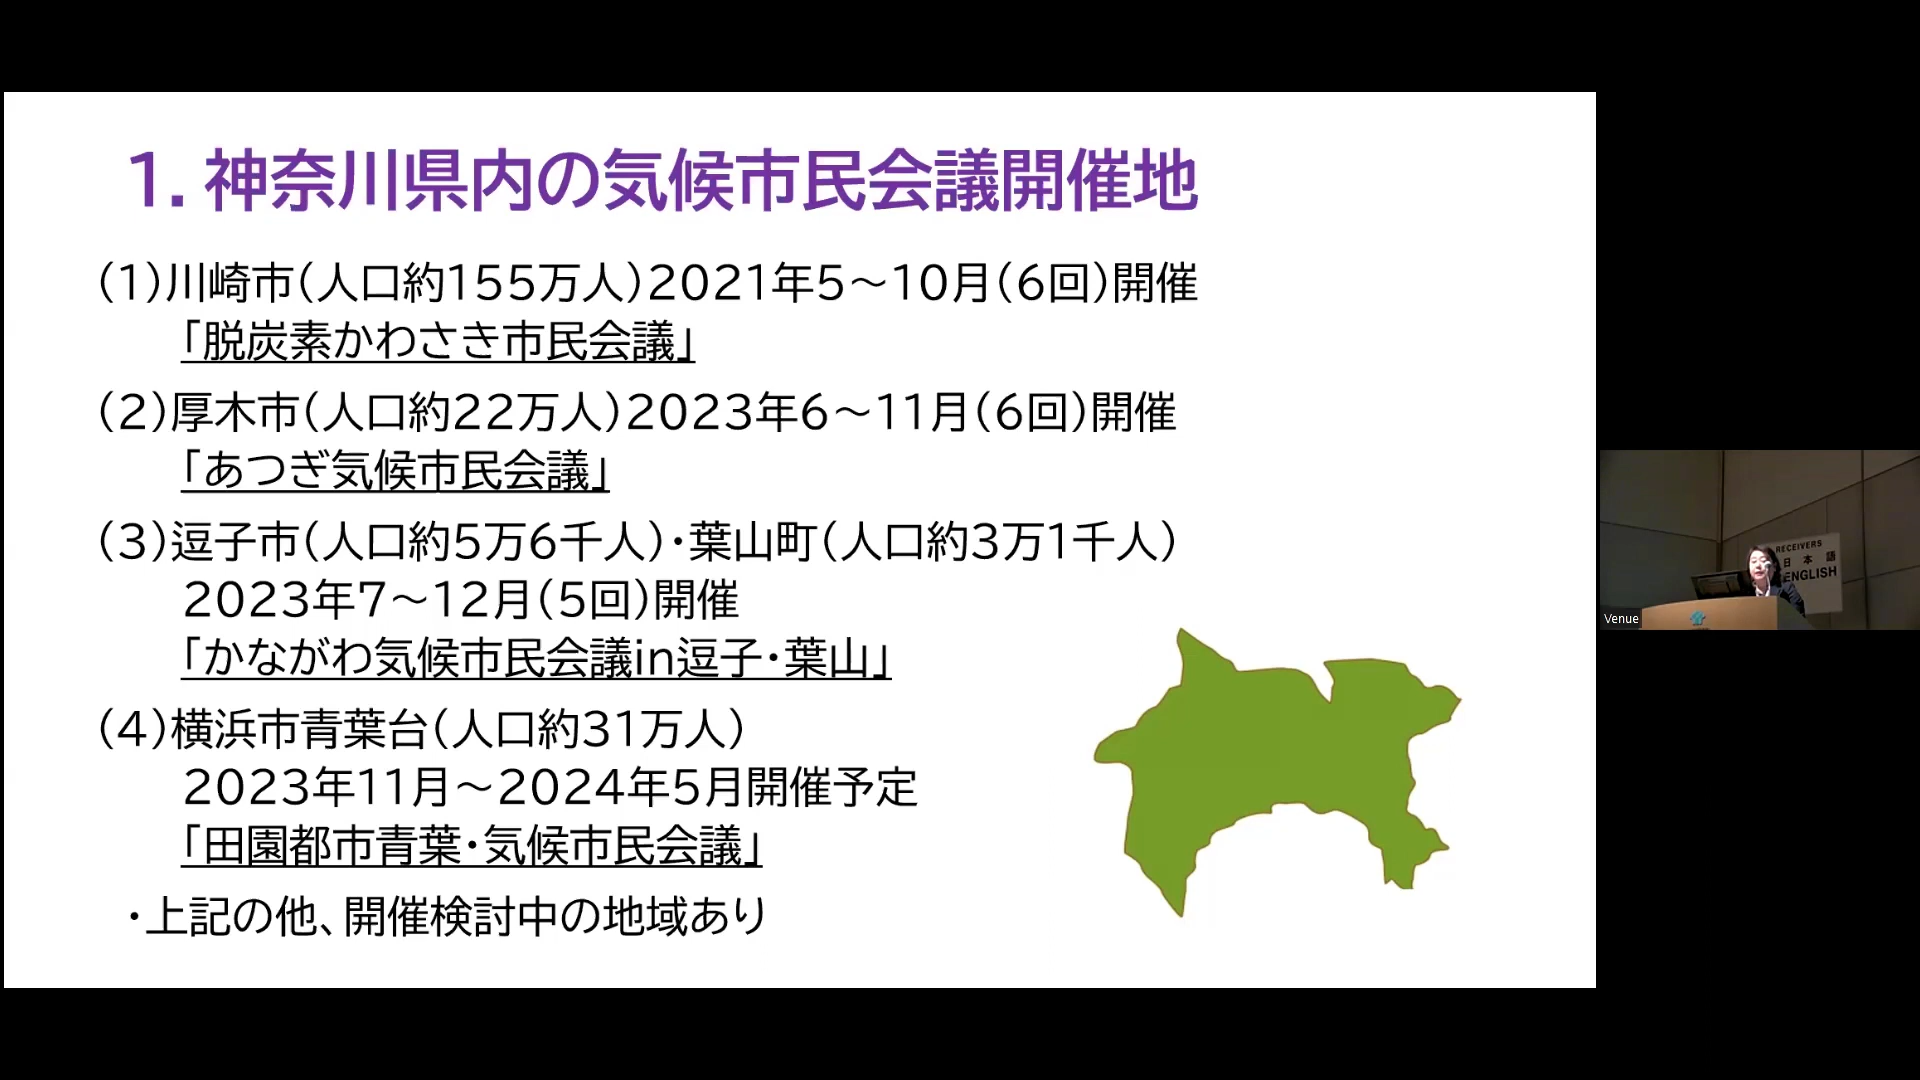 1. 神奈川県内の気候市民会議開催地
(1)川崎市(人口約155万人)2021年5～10月(6回)開催
「脱炭素かわさき市民会議」
(2)厚木市(人口約22万人)2023年6～11月(6回)開催
「あつぎ気候市民会議」
(3)逗子市(人口約5万6千人)・葉山町(人口約3万1千人)
2023年7～12月(5回)開催
「かながわ気候市民会議in逗子・葉山」
(4)横浜市青葉台(人口約31万人)
2023年11月～2024年5月開催予定
「田園都市青葉・気候市民会議」
・上記の他、開催検討中の地域あり
RECEIVERS
日本語
ENGLISH
Venue